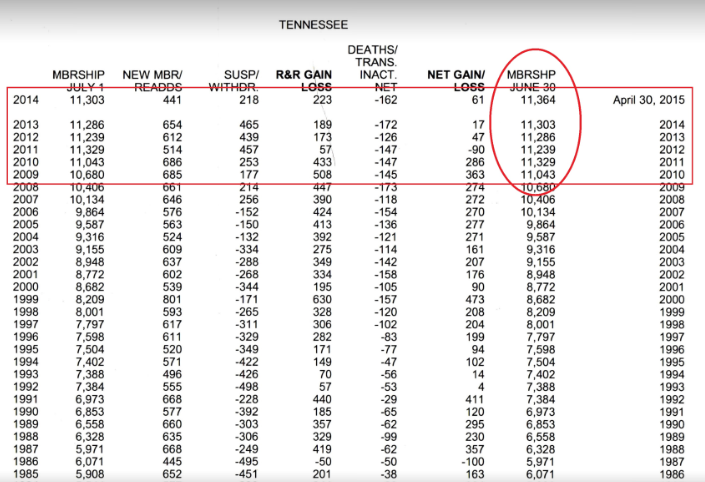 TENNESSEE
DEATHS/
TRANS.
MBRSHIP NEW MBR/ SUSP/ R&R GAIN INACT. NET GAIN/ MBRSHP
JULY 1 READDS WITHDR. LOSS NET LOSS JUNE 30
2014 11,303 441 218 223 -162 61 11,364 April 30, 2015
2013 11,286 654 465 189 -172 17 11,303 2014
2012 11,239 612 439 173 -126 47 11,286 2013
2011 11,329 514 457 57 -147 -90 11,239 2012
2010 11,043 686 253 433 -147 286 11,329 2011
2009 10,680 685 177 508 -145 363 11,043 2010
2008 10,406 661 214 447 -173 274 10,680 2009
2007 10,134 646 256 390 -118 272 10,406 2008
2006 9,864 576 -152 424 -154 270 10,134 2007
2005 9,587 563 -150 413 -136 277 9,864 2006
2004 9,316 524 -132 392 -121 271 9,587 2005
2003 9,155 609 -334 275 -114 161 9,316 2004
2002 8,948 637 -288 349 -142 207 9,155 2003
2001 8,772 602 -268 334 -158 176 8,948 2002
2000 8,682 539 -344 195 -105 90 8,772 2001
1999 8,209 801 -171 630 -157 473 8,682 2000
1998 8,001 593 -265 328 -120 208 8,209 1999
1997 7,797 617 -311 306 -102 204 8,001 1998
1996 7,598 611 -329 282 -83 199 7,797 1997
1995 7,504 520 -349 171 -77 94 7,598 1996
1994 7,402 571 -422 149 -47 102 7,504 1995
1993 7,388 496 -426 70 -56 14 7,402 1994
1992 7,384 555 -498 57 -53 4 7,388 1993
1991 6,973 668 -228 440 -29 411 7,384 1992
1990 6,853 577 -392 185 -65 120 6,973 1991
1989 6,558 660 -303 357 -62 295 6,853 1990
1988 6,328 635 -306 329 -99 230 6,558 1989
1987 5,971 668 -249 419 -62 357 6,328 1988
1986 6,071 445 -495 -50 -50 -100 5,971 1987
1985 5,908 652 -451 201 -38 163 6,071 1986